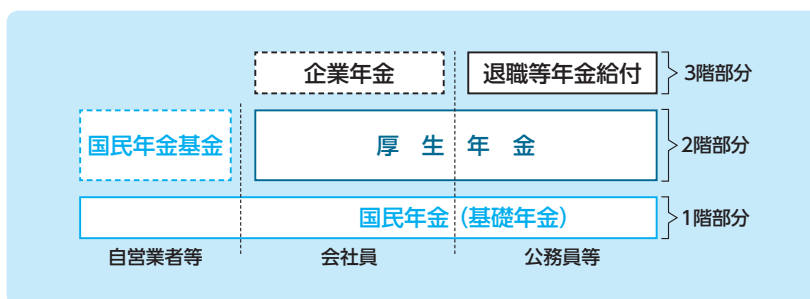 企業年金
退職等年金給付
3階部分
国民年金基金
厚生年金
2階部分
国民年金(基礎年金)
1階部分
自営業者等
会社員
公務員等